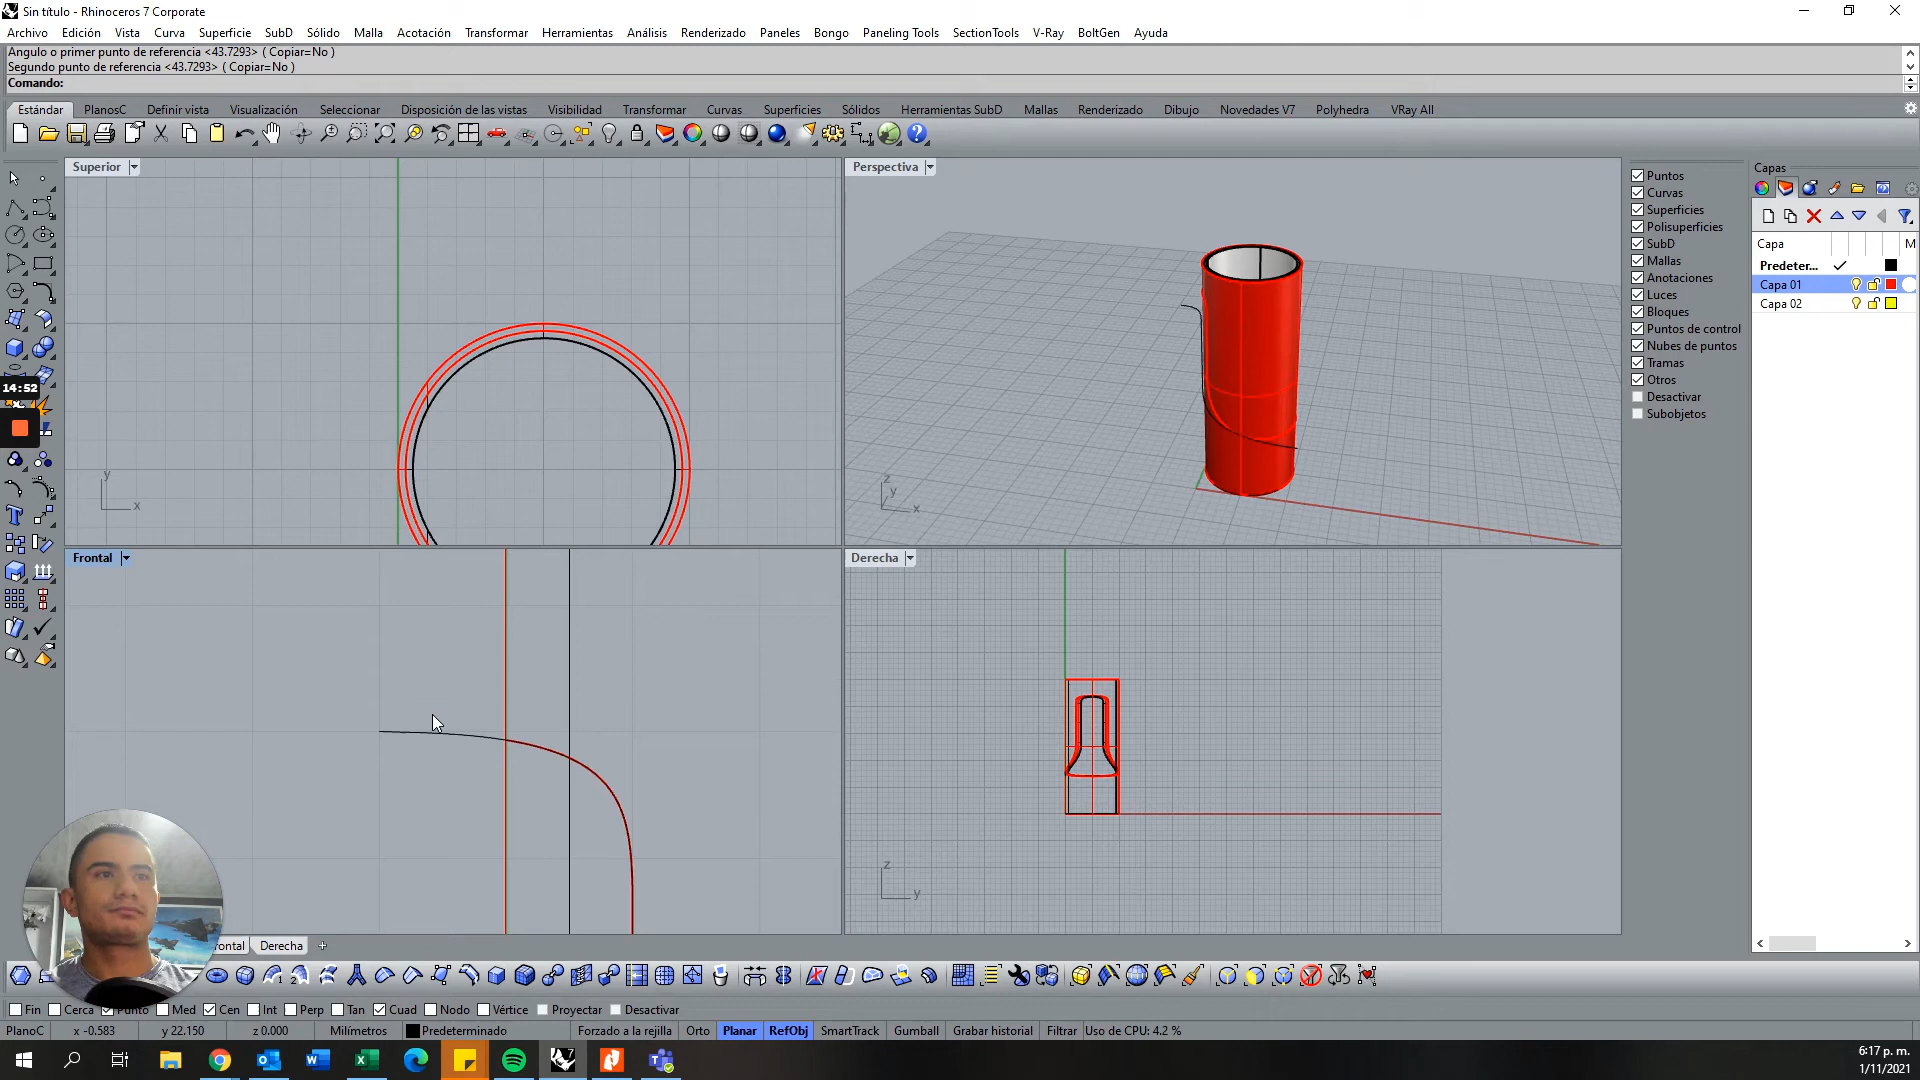 Sin título - Rhinoceros 7 Corporate
Archivo Edición Vista Curva Superficie SubD Sólido Malla Acotación Transformar Herramientas Análisis Renderizado Paneles Bongo Paneling Tools SectionTools V-Ray BoltGen Ayuda
Angulo o primer punto de referencia <43.7293> ( Copiar=No )
Segundo punto de referencia <43.7293> ( Copiar=No )
Comando:
Estándar PlanosC Definir vista Visualización Seleccionar Disposición de las vistas Visibilidad Transformar Curvas Superficies Sólidos Herramientas SubD Mallas Renderizado Dibujo Novedades V7 Polyhedra VRay All
Superior
Perspectiva
Capas
Puntos
Curvas
Superficies
Polisuperficies
SubD
Mallas
Anotaciones
Luces
Bloques
Puntos de control
Nubes de puntos
Tramas
Otros
Desactivar
Subobjetos
Capa M
Predeter...
Capa 01
Capa 02
14:52
y
x
z
y
x
Frontal
Derecha
z
y
rontal Derecha
Fin Cerca Punto Med Cen Int Perp Tan Cuad Nodo Vértice Proyectar Desactivar
PlanoC x -0.583 y 22.150 z 0.000 Milímetros Predeterminado Forzado a la rejilla Orto Planar RefObj SmartTrack Gumball Grabar historial Filtrar Uso de CPU: 4.2 %
6:17 p. m.
1/11/2021